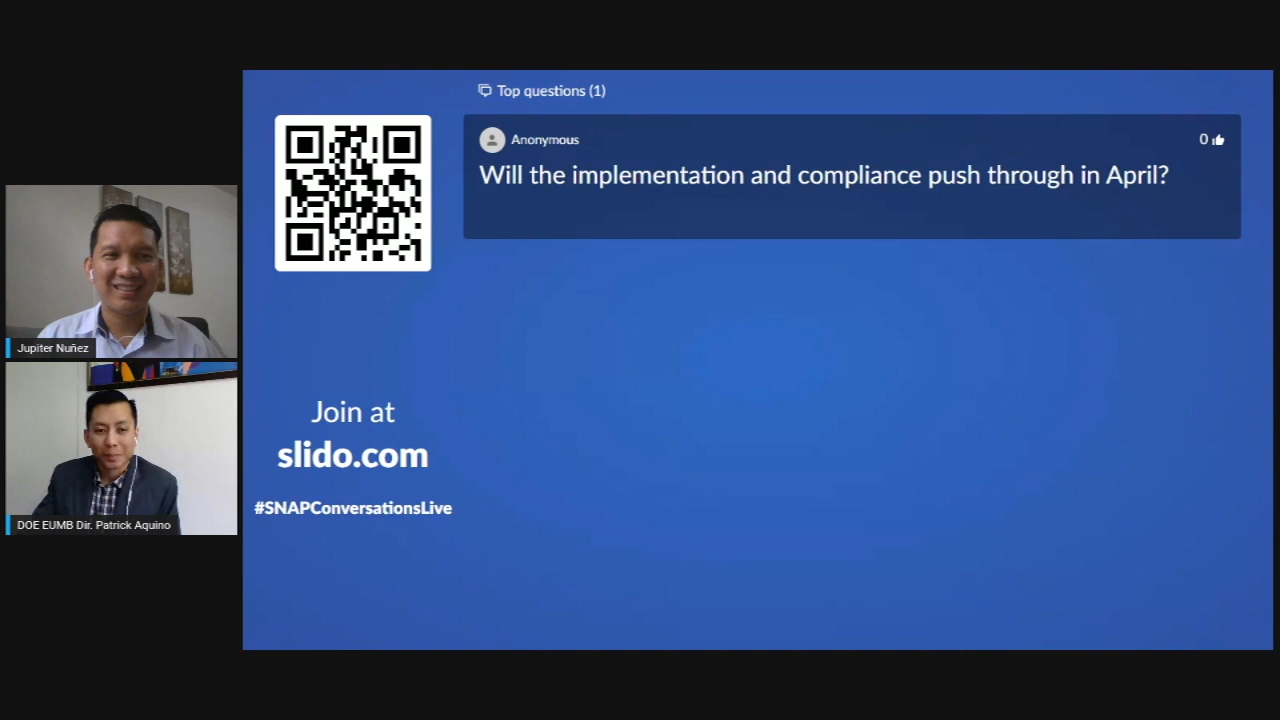 Top questions (1)
Anonymous
0
Will the implementation and compliance push through in April?
Jupiter Nuñez
DOE EUMB Dir. Patrick Aquino
Join at
slido.com
#SNAPConversationsLive